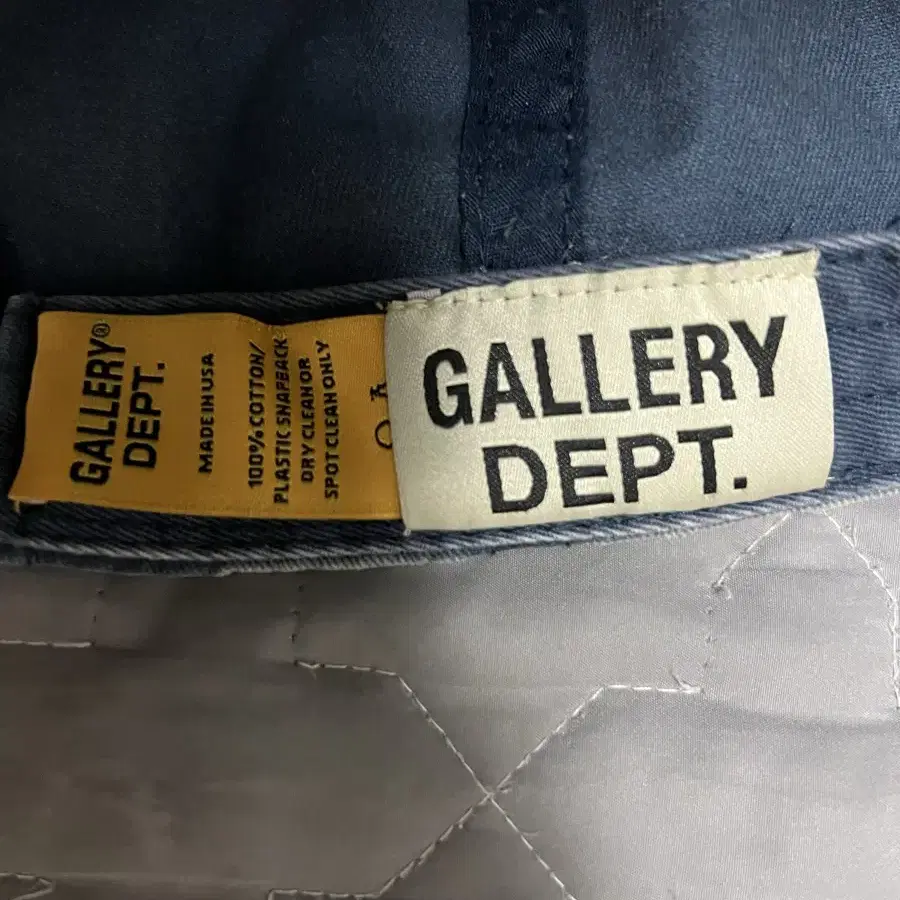 GALLERY®
DEPT.
MADE IN USA
100% COTTON/
PLASTIC SNAPBACK
DRY CLEAN OR
SPOT CLEAN ONLY
GALLERY
DEPT.